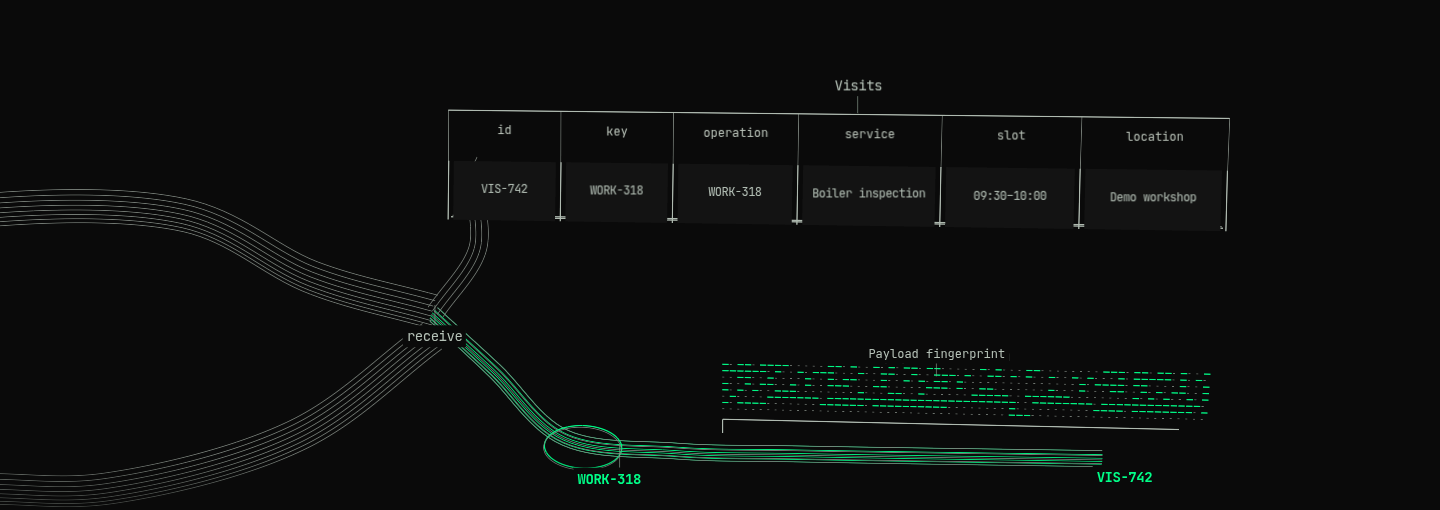 Visits
id key operation service slot location
VIS-742 WORK-318 WORK-318 Boiler inspection 09:30–10:00 Demo workshop
receive
Payload fingerprint
WORK-318
VIS-742